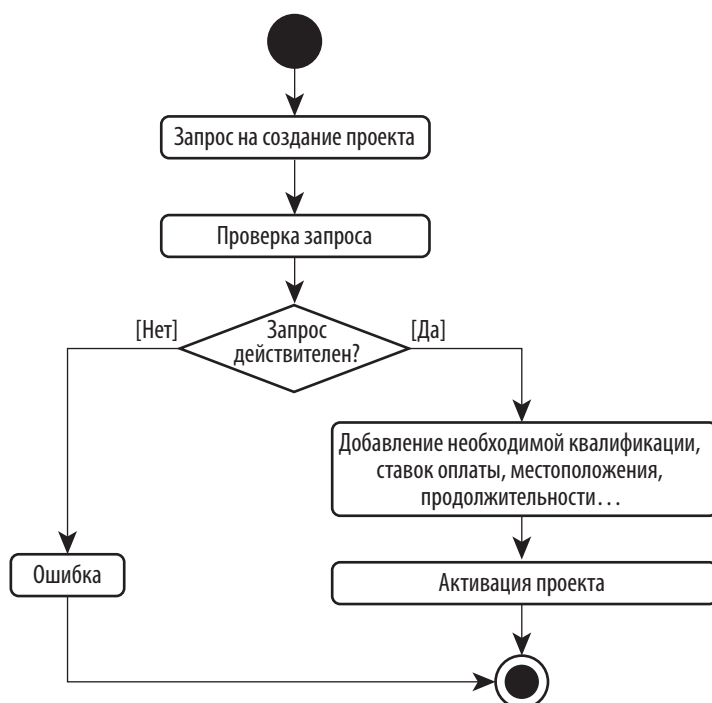 Запрос на создание проекта
Проверка запроса
[Нет]
Запрос
действителен?
[Да]
Добавление необходимой квалификации,
ставок оплаты, местоположения,
продолжительности…
Ошибка
Активация проекта